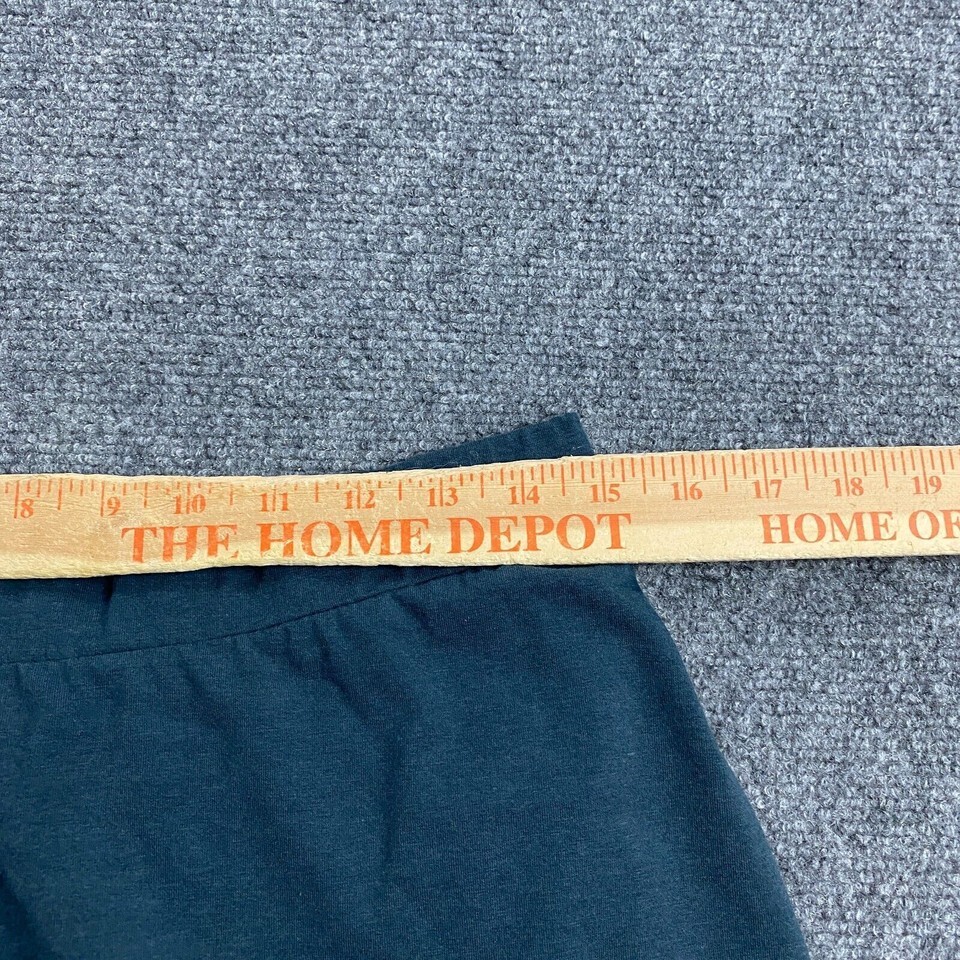 8 9 10 11 12 13 14 15 16 17 18 19
THE HOME DEPOT HOME OF